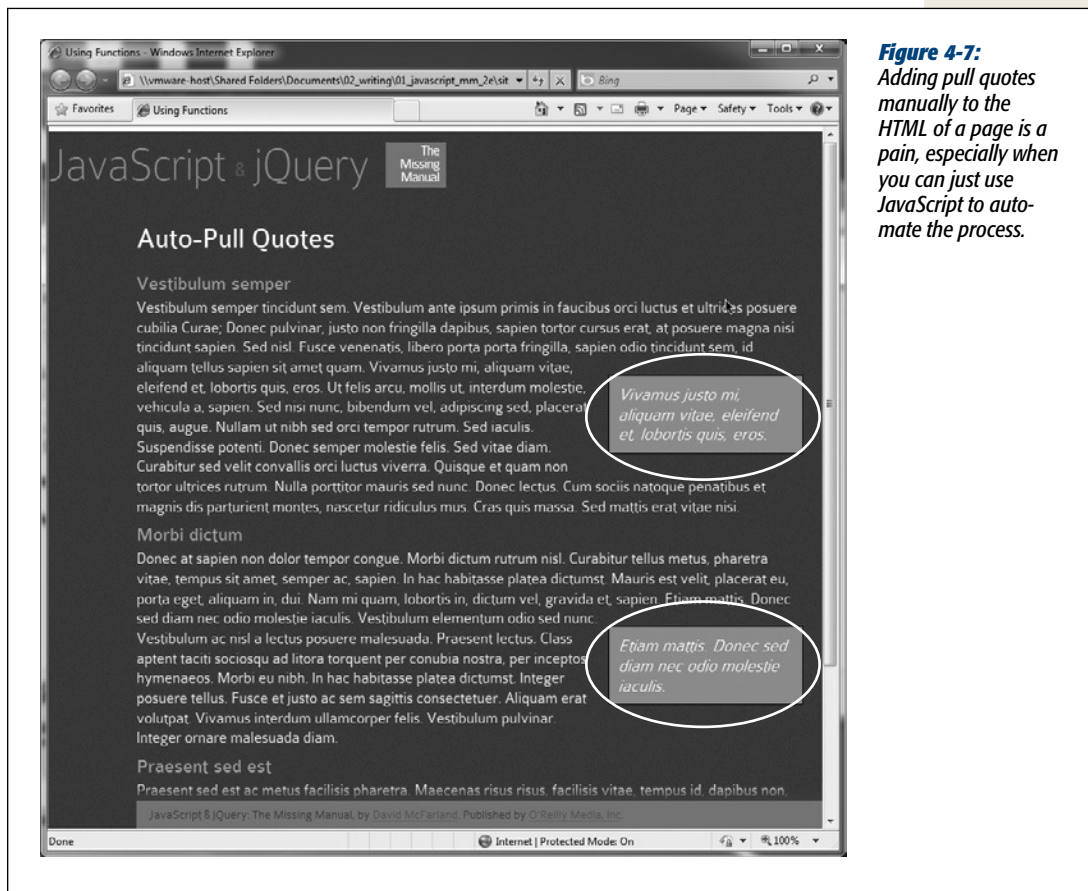 Using Functions - Windows Internet Explorer
\\vmware-host\Shared Folders\Documents\02_writing\01_javascript_mm_2e\sit
Bing
Favorites
Using Functions
Page
Safety
Tools
JavaScript & jQuery
The
Missing
Manual
Auto-Pull Quotes
Vestibulum semper
Vestibulum semper tincidunt sem. Vestibulum ante ipsum primis in faucibus orci luctus et ultrices posuere
cubilia Curae; Donec pulvinar, justo non fringilla dapibus, sapien tortor cursus erat, at posuere magna nisi
tincidunt sapien. Sed nisl. Fusce venenatis, libero porta porta fringilla, sapien odio tincidunt sem, id
aliquam tellus sapien sit amet quam. Vivamus justo mi, aliquam vitae,
eleifend et, lobortis quis, eros. Ut felis arcu, mollis ut, interdum molestie,
vehicula a, sapien. Sed nisi nunc, bibendum vel, adipiscing sed, placerat
quis, augue. Nullam ut nibh sed orci tempor rutrum. Sed iaculis.
Suspendisse potenti. Donec semper molestie felis. Sed vitae diam.
Curabitur sed velit convallis orci luctus viverra. Quisque et quam non
tortor ultrices rutrum. Nulla porttitor mauris sed nunc. Donec lectus. Cum sociis natoque penatibus et
magnis dis parturient montes, nascetur ridiculus mus. Cras quis massa. Sed mattis erat vitae nisi.
Vivamus justo mi,
aliquam vitae, eleifend
et, lobortis quis, eros.
Morbi dictum
Donec at sapien non dolor tempor congue. Morbi dictum rutrum nisl. Curabitur tellus metus, pharetra
vitae, tempus sit amet, semper ac, sapien. In hac habitasse platea dictumst. Mauris est velit, placerat eu,
porta eget, aliquam in, dui. Nam mi quam, lobortis in, dictum vel, gravida et, sapien. Etiam mattis. Donec
sed diam nec odio molestie iaculis. Vestibulum elementum odio sed nunc.
Vestibulum ac nisl a lectus posuere malesuada. Praesent lectus. Class
aptent taciti sociosqu ad litora torquent per conubia nostra, per inceptos
hymenaeos. Morbi eu nibh. In hac habitasse platea dictumst. Integer
posuere tellus. Fusce et justo ac sem sagittis consectetuer. Aliquam erat
volutpat. Vivamus interdum ullamcorper felis. Vestibulum pulvinar.
Integer ornare malesuada diam.
Etiam mattis. Donec sed
diam nec odio molestie
iaculis.
Praesent sed est
Praesent sed est ac metus facilisis pharetra. Maecenas risus risus, facilisis vitae, tempus id, dapibus non,
JavaScript & jQuery: The Missing Manual, by David McFarland. Published by O'Reilly Media, Inc.
Done
Internet | Protected Mode: On
100%
Figure 4-7:
Adding pull quotes
manually to the
HTML of a page is a
pain, especially when
you can just use
JavaScript to auto-
mate the process.